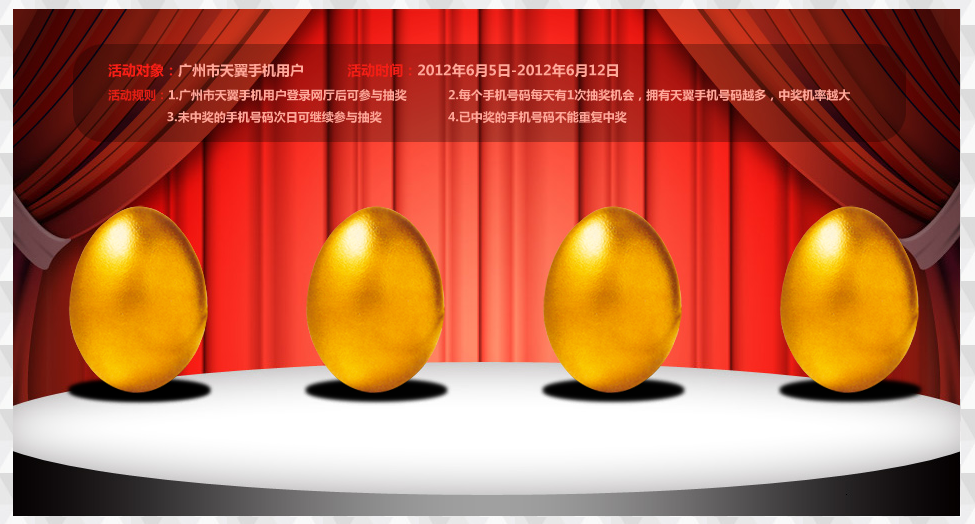 活动对象：广州市天翼手机用户 活动时间：2012年6月5日-2012年6月12日
活动规则：1.广州市天翼手机用户登录网厅后可参与抽奖 2.每个手机号码每天有1次抽奖机会，拥有天翼手机号码越多，中奖机率越大
3.未中奖的手机号码次日可继续参与抽奖 4.已中奖的手机号码不能重复中奖